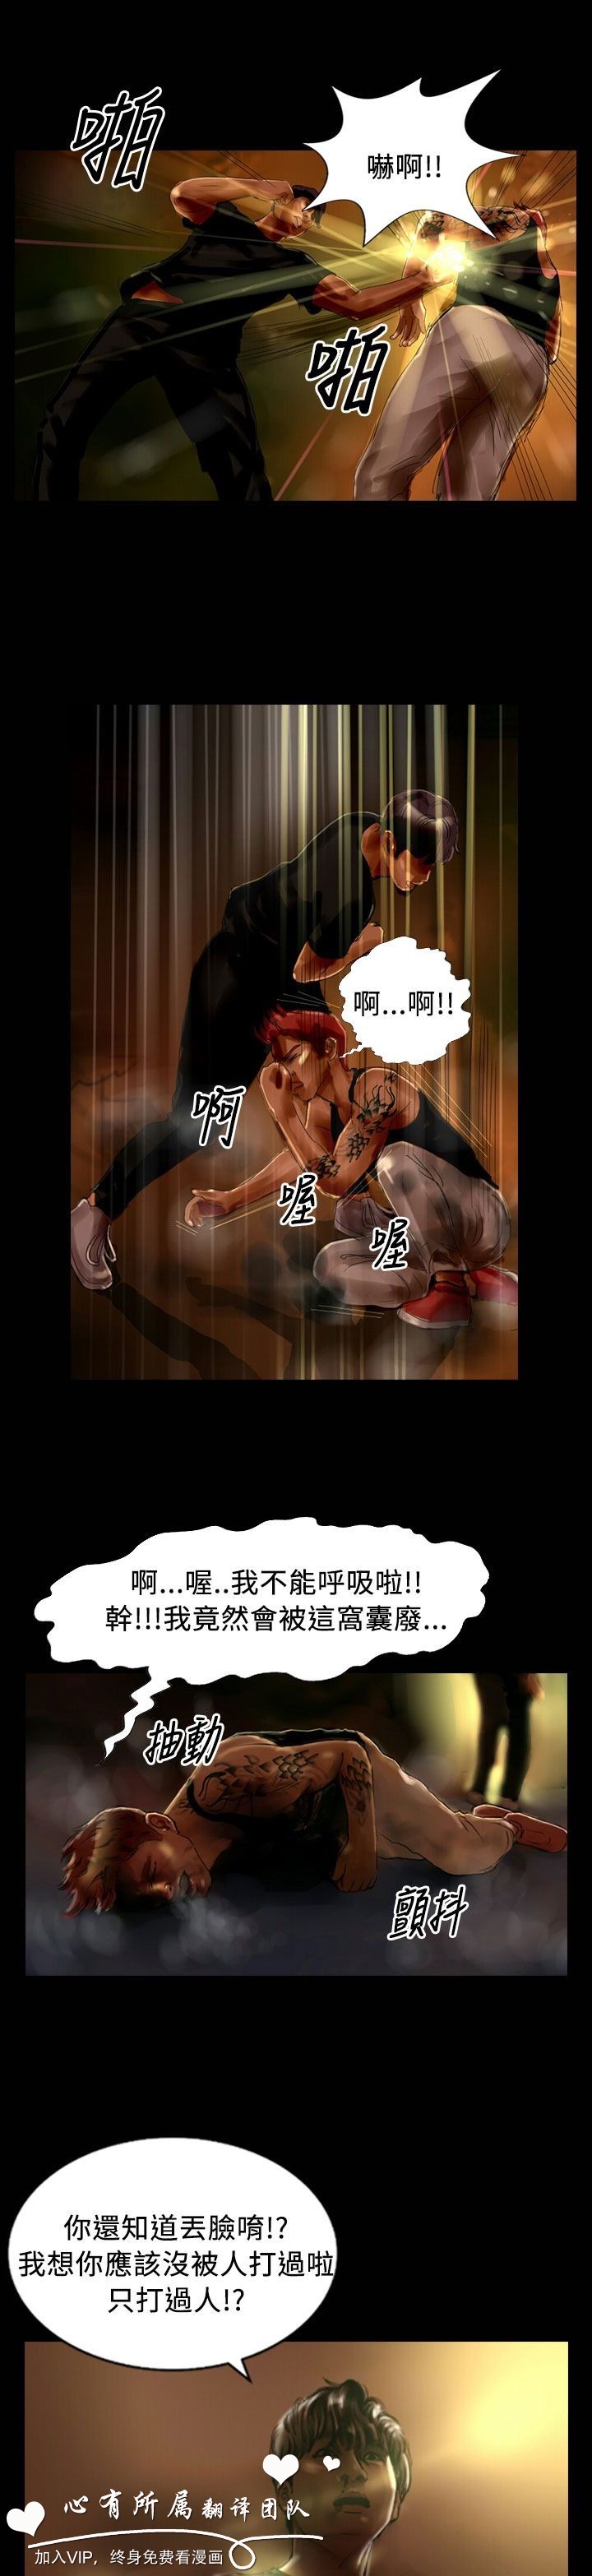 啪
嚇啊!!
啪
啊...啊!!
啊
喔
喔
啊...喔..我不能呼吸啦!!
幹!!!我竟然會被這窩囊廢...
抽動
顫抖
你還知道丟臉唷!?
我想你應該沒被人打過啦
只打過人!?
心有所属翻译团队
加入VIP，终身免费看漫画